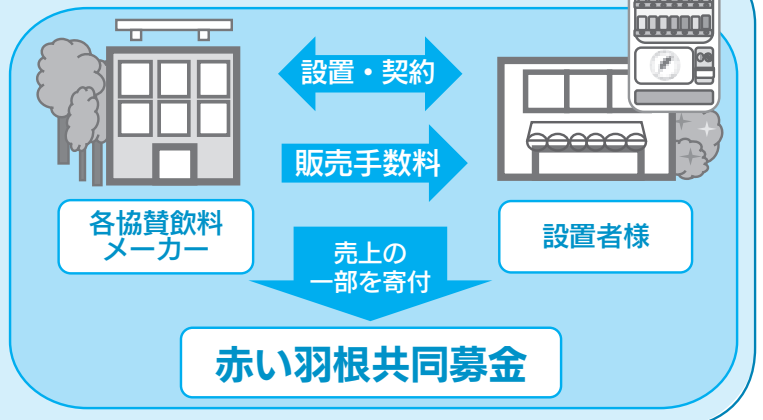 設置・契約
販売手数料
各協賛飲料
メーカー
設置者様
売上の
一部を寄付
赤い羽根共同募金